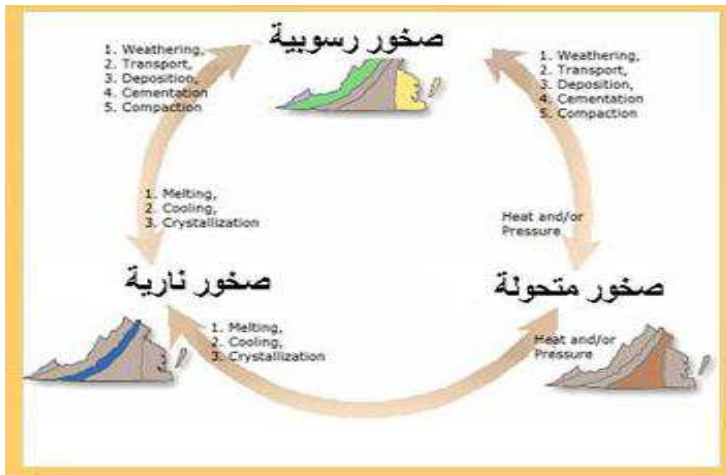 صخور رسوبية
1. Weathering,
2. Transport,
3. Deposition,
4. Cementation
5. Compaction
1. Weathering,
2. Transport,
3. Deposition,
4. Cementation
5. Compaction
1. Melting,
2. Cooling,
3. Crystallization
Heat and/or
Pressure
صخور نارية
صخور متحولة
1. Melting,
2. Cooling,
3. Crystallization
Heat and/or
Pressure